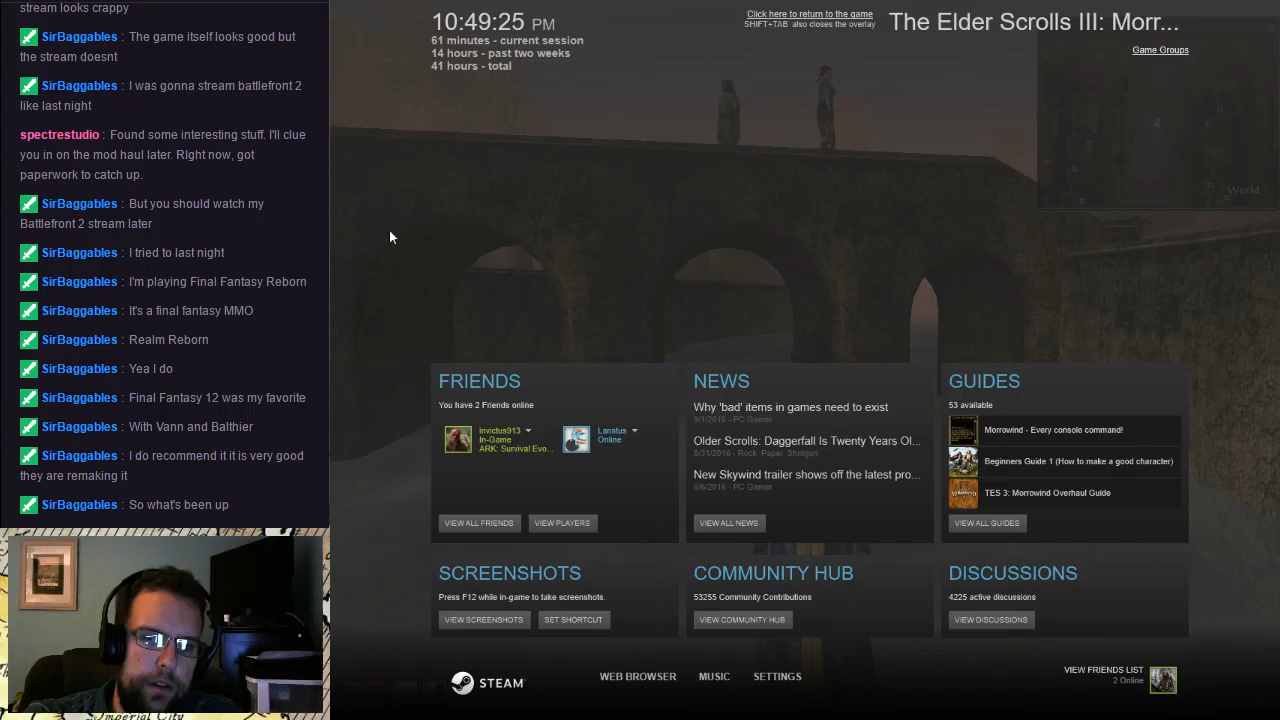 stream looks crappy
SirBaggables : The game itself looks good but
the stream doesnt
SirBaggables : I was gonna stream battlefront 2
like last night
spectrestudio : Found some interesting stuff. I'll clue
you in on the mod haul later. RIght now, got
paperwork to catch up.
SirBaggables : But you should watch my
Battlefront 2 stream later
SirBaggables : I tried to last night
SirBaggables : I'm playing Final Fantasy Reborn
SirBaggables : It's a final fantasy MMO
SirBaggables : Realm Reborn
SirBaggables : Yea I do
SirBaggables : Final Fantasy 12 was my favorite
SirBaggables : With Vann and Balthier
SirBaggables : I do recommend it it is very good
they are remaking it
SirBaggables : So what's been up
Imperial City
10:49:25 PM
61 minutes - current session
14 hours - past two weeks
41 hours - total
Click here to return to the game
SHIFT+TAB also closes the overlay
The Elder Scrolls III: Morr...
Game Groups
World
FRIENDS
You have 2 Friends online
invictus913
In-Game
ARK: Survival Evo...
Lanstus
Online
VIEW ALL FRIENDS
VIEW PLAYERS
NEWS
Why 'bad' items in games need to exist
9/1/2016 - PC Gamer
Older Scrolls: Daggerfall Is Twenty Years Ol...
8/31/2016 - Rock, Paper, Shotgun
New Skywind trailer shows off the latest pro...
6/6/2016 - PC Gamer
VIEW ALL NEWS
GUIDES
53 available
Morrowind - Every console command!
Beginners Guide 1 (How to make a good character)
TES 3: Morrowind Overhaul Guide
VIEW ALL GUIDES
SCREENSHOTS
Press F12 while in-game to take screenshots.
VIEW SCREENSHOTS
SET SHORTCUT
COMMUNITY HUB
53255 Community Contributions
VIEW COMMUNITY HUB
DISCUSSIONS
4225 active discussions
VIEW DISCUSSIONS
STEAM
WEB BROWSER
MUSIC
SETTINGS
VIEW FRIENDS LIST
2 Online